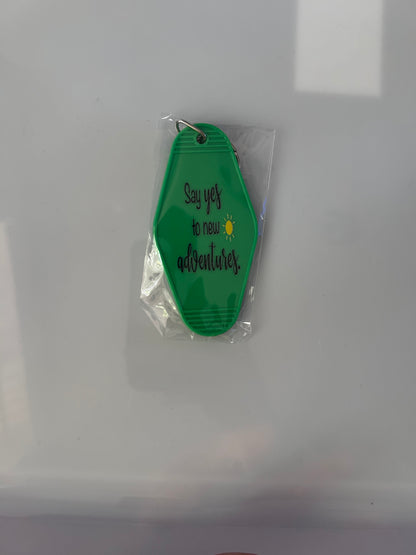 Say yes
to new
adventures.